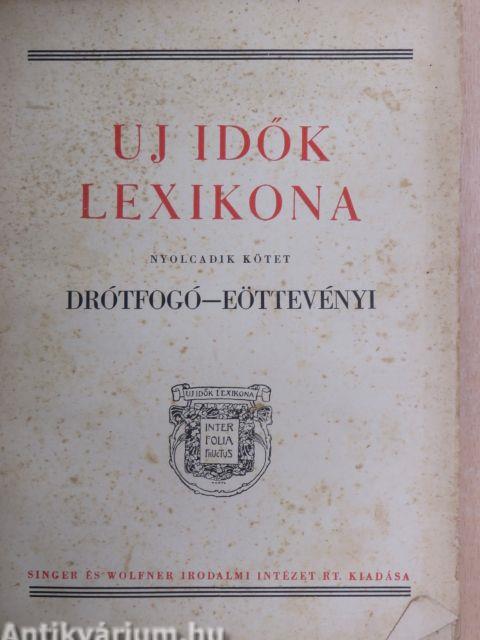 UJ IDŐK
LEXIKONA
NYOLCADIK KÖTET
DRÓTFOGÓ—EÖTTEVÉNYI
UJ IDŐK LEXIKONA
INTER
FOLIA
FRUCTUS
SINGER ÉS WOLFNER IRODALMI INTÉZET RT. KIADÁSA
Antikvárium.hu